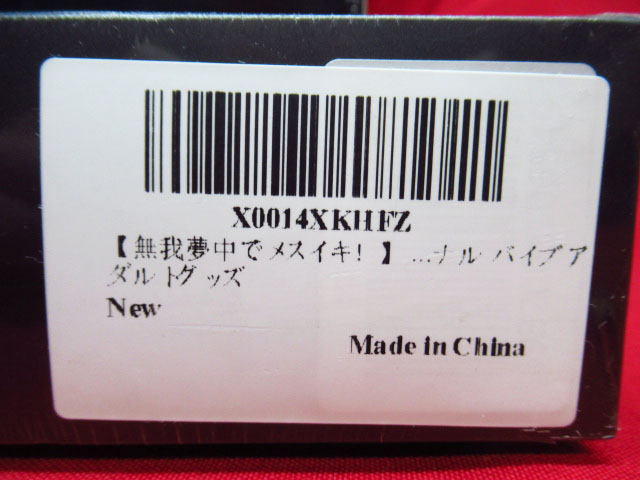 X0014XKHFZ
【無我夢中でメスイキ！】 ...ナル バイブ ア
ダルトグッズ
New
Made in China